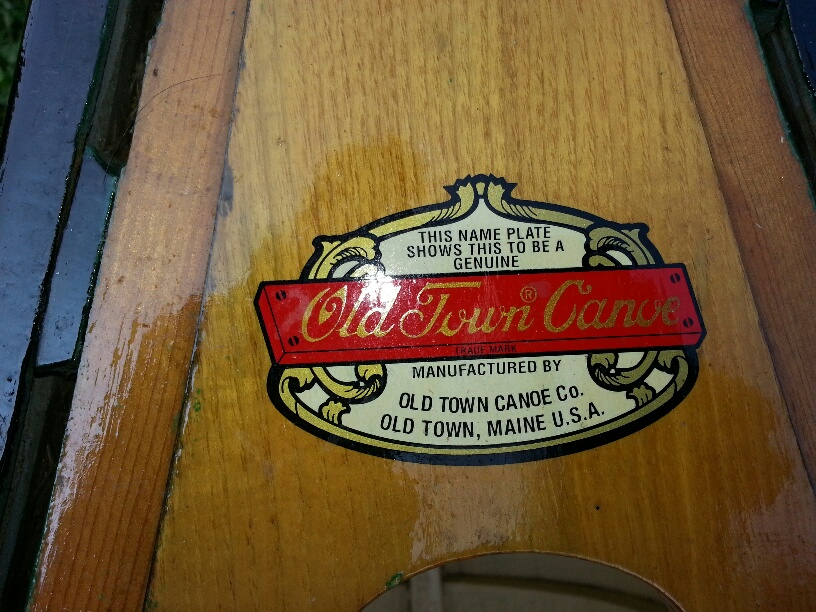 THIS NAME PLATE
SHOWS THIS TO BE A
GENUINE
Old Town® Canoe
TRADE MARK
MANUFACTURED BY
OLD TOWN CANOE Co.
OLD TOWN, MAINE U.S.A.